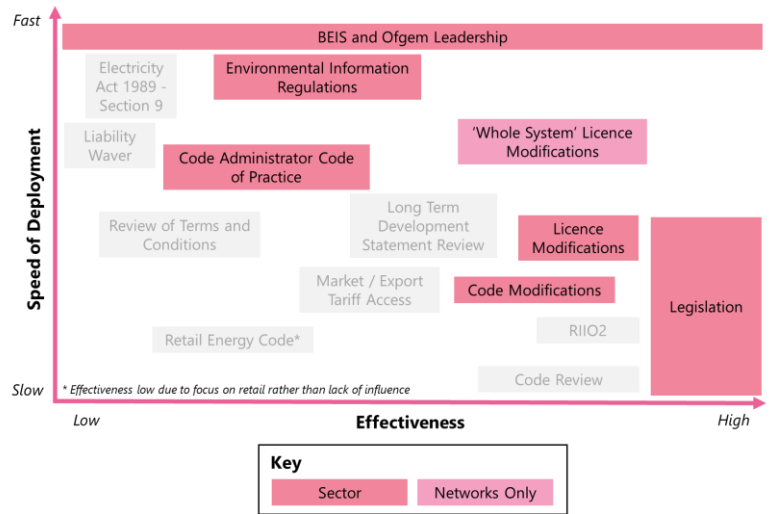 Fast
BEIS and Ofgem Leadership
Electricity
Act 1989 -
Section 9
Environmental Information
Regulations
Liability
Waver
Code Administrator Code
of Practice
'Whole System' Licence
Modifications
Review of Terms and
Conditions
Long Term
Development
Statement Review
Licence
Modifications
Market / Export
Tariff Access
Code Modifications
Legislation
Retail Energy Code*
RIIO2
Code Review
* Effectiveness low due to focus on retail rather than lack of influence
Speed of Deployment
Slow
Low
Effectiveness
High
Key
Sector
Networks Only